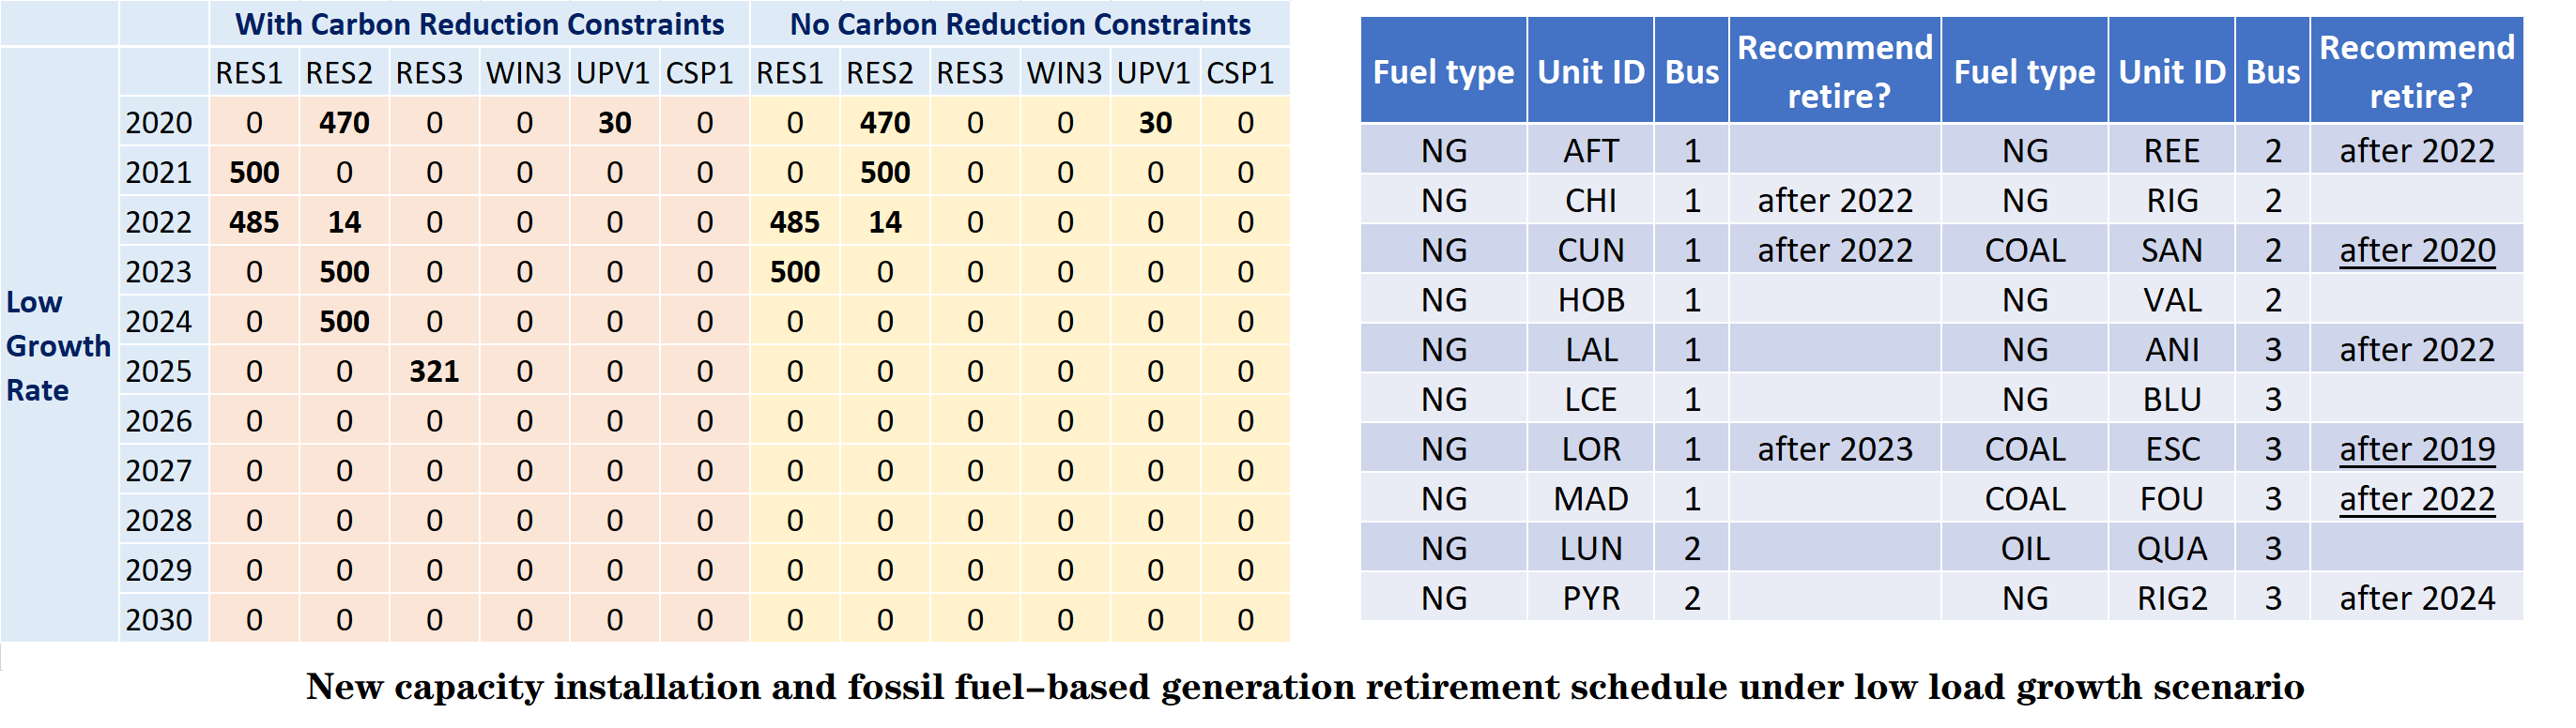 With Carbon Reduction Constraints No Carbon Reduction Constraints
RES1 RES2 RES3 WIN3 UPV1 CSP1 RES1 RES2 RES3 WIN3 UPV1 CSP1
Low
Growth
Rate
2020 0 470 0 0 30 0 0 470 0 0 30 0
2021 500 0 0 0 0 0 0 500 0 0 0 0
2022 485 14 0 0 0 0 485 14 0 0 0 0
2023 0 500 0 0 0 0 500 0 0 0 0 0
2024 0 500 0 0 0 0 0 0 0 0 0 0
2025 0 0 321 0 0 0 0 0 0 0 0 0
2026 0 0 0 0 0 0 0 0 0 0 0 0
2027 0 0 0 0 0 0 0 0 0 0 0 0
2028 0 0 0 0 0 0 0 0 0 0 0 0
2029 0 0 0 0 0 0 0 0 0 0 0 0
2030 0 0 0 0 0 0 0 0 0 0 0 0
Fuel type Unit ID Bus Recommend retire? Fuel type Unit ID Bus Recommend retire?
NG AFT 1 NG REE 2 after 2022
NG CHI 1 after 2022 NG RIG 2
NG CUN 1 after 2022 COAL SAN 2 after 2020
NG HOB 1 NG VAL 2
NG LAL 1 NG ANI 3 after 2022
NG LCE 1 NG BLU 3
NG LOR 1 after 2023 COAL ESC 3 after 2019
NG MAD 1 COAL FOU 3 after 2022
NG LUN 2 OIL QUA 3
NG PYR 2 NG RIG2 3 after 2024
New capacity installation and fossil fuel–based generation retirement schedule under low load growth scenario